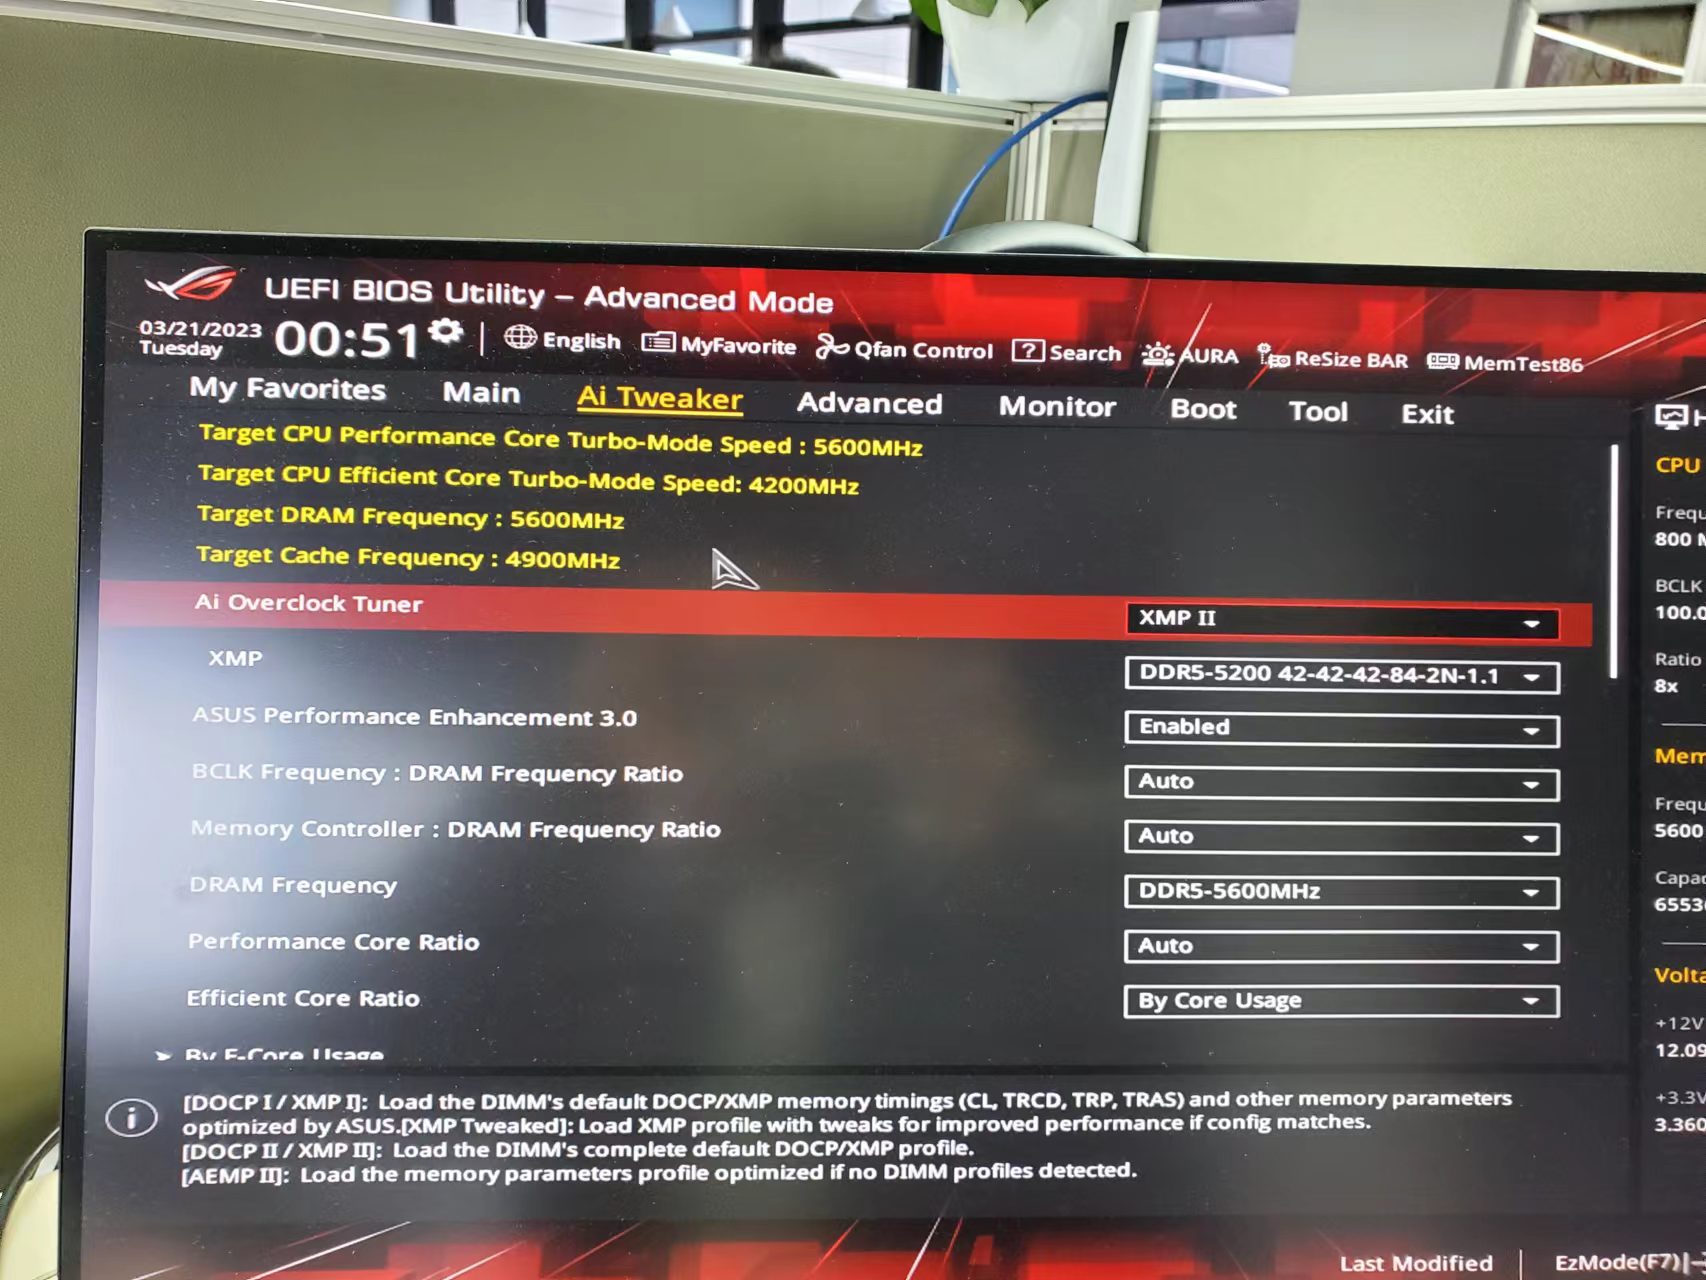 UEFI BIOS Utility – Advanced Mode
03/21/2023
Tuesday
00:51
English
MyFavorite
Qfan Control
? Search
AURA
ReSize BAR
MemTest86
My Favorites
Main
Ai Tweaker
Advanced
Monitor
Boot
Tool
Exit
Target CPU Performance Core Turbo-Mode Speed : 5600MHz
Target CPU Efficient Core Turbo-Mode Speed: 4200MHz
Target DRAM Frequency : 5600MHz
Target Cache Frequency : 4900MHz
Ai Overclock Tuner XMP II
XMP DDR5-5200 42-42-42-84-2N-1.1
ASUS Performance Enhancement 3.0 Enabled
BCLK Frequency : DRAM Frequency Ratio Auto
Memory Controller : DRAM Frequency Ratio Auto
DRAM Frequency DDR5-5600MHz
Performance Core Ratio Auto
Efficient Core Ratio By Core Usage
By E-Core Usage
[DOCP I / XMP I]: Load the DIMM's default DOCP/XMP memory timings (CL, TRCD, TRP, TRAS) and other memory parameters
optimized by ASUS.[XMP Tweaked]: Load XMP profile with tweaks for improved performance if config matches.
[DOCP II / XMP II]: Load the DIMM's complete default DOCP/XMP profile.
[AEMP II]: Load the memory parameters profile optimized if no DIMM profiles detected.
CPU
800
BCLK
100.0
Ratio
8x
5600
12.09
+12V
+3.3V
3.360
Last Modified
EzMode(F7)